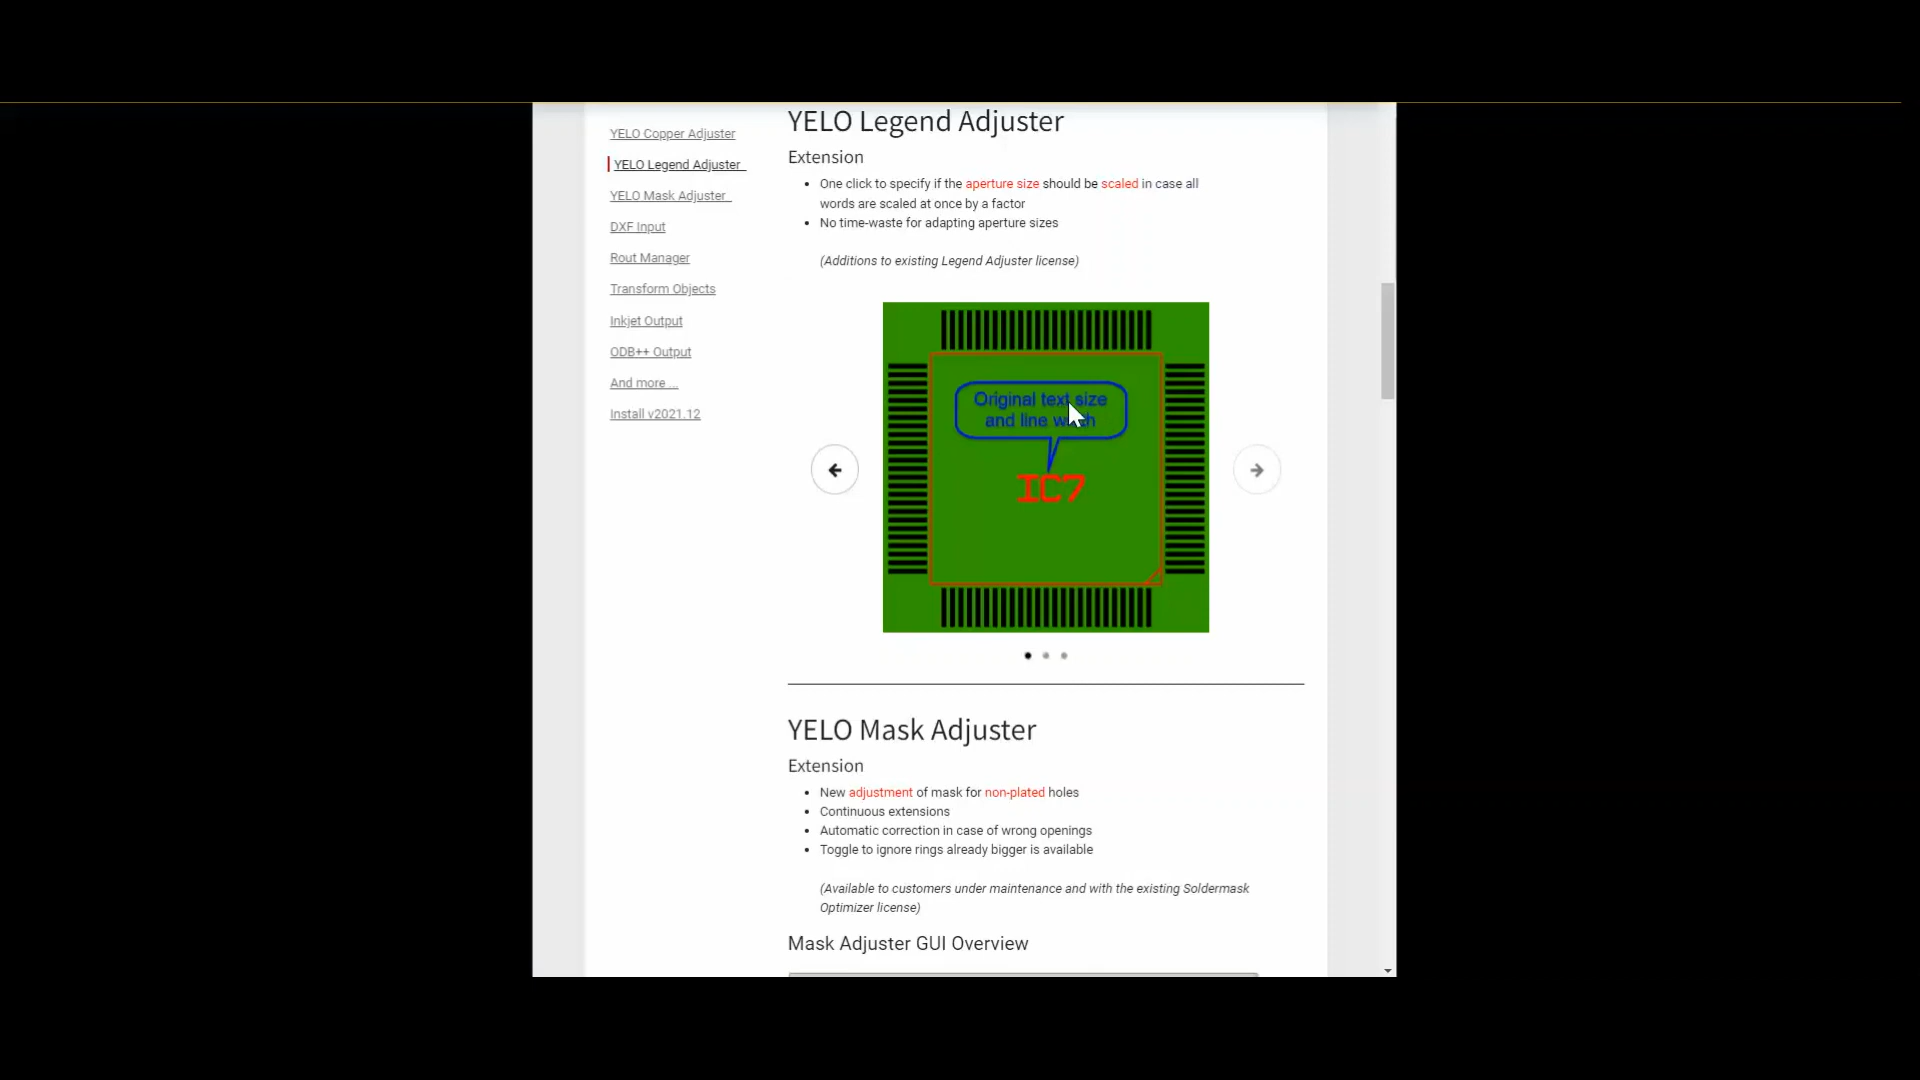 YELO Copper Adjuster
YELO Legend Adjuster
YELO Mask Adjuster
DXF Input
Rout Manager
Transform Objects
Inkjet Output
ODB++ Output
And more ...
Install v2021.12
YELO Legend Adjuster
Extension
One click to specify if the aperture size should be scaled in case all
words are scaled at once by a factor
No time-waste for adapting aperture sizes
(Additions to existing Legend Adjuster license)
Original text size
and line
IC7
YELO Mask Adjuster
Extension
New adjustment of mask for non-plated holes
Continuous extensions
Automatic correction in case of wrong openings
Toggle to ignore rings already bigger is available
(Available to customers under maintenance and with the existing Soldermask
Optimizer license)
Mask Adjuster GUI Overview